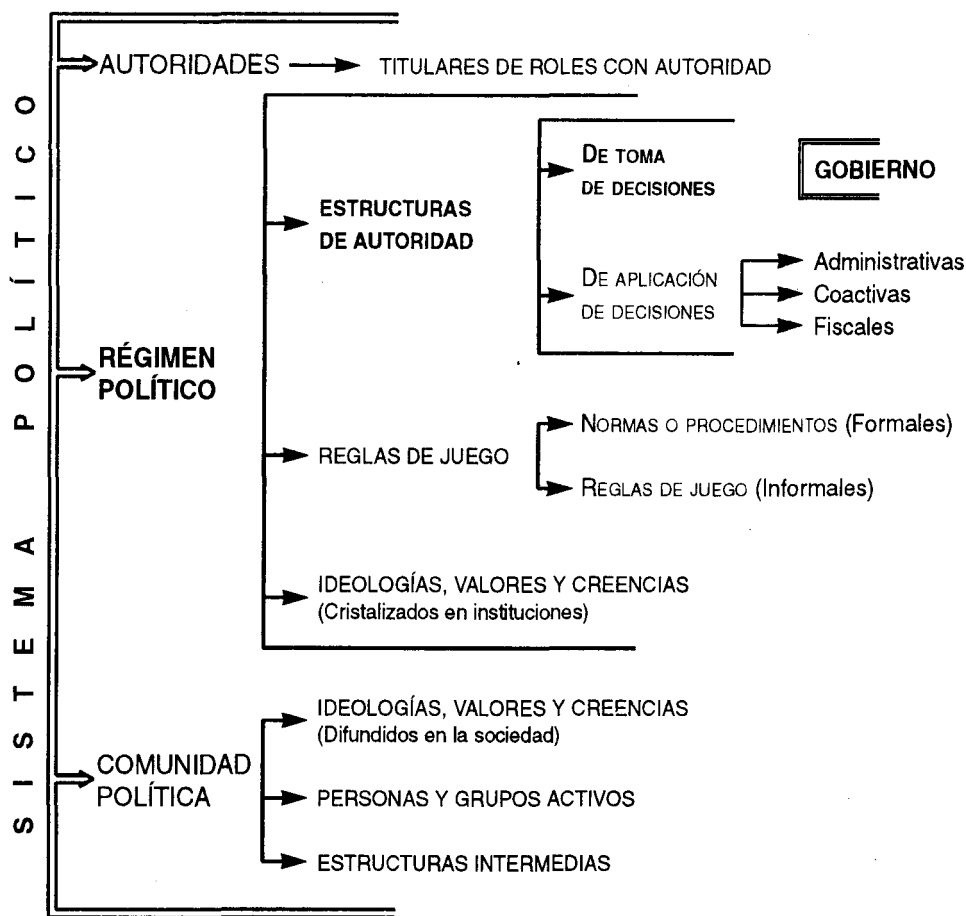 SISTEMA POLÍTICO
AUTORIDADES
TITULARES DE ROLES CON AUTORIDAD
RÉGIMEN
POLÍTICO
ESTRUCTURAS
DE AUTORIDAD
DE TOMA
DE DECISIONES
GOBIERNO
DE APLICACIÓN
DE DECISIONES
Administrativas
Coactivas
Fiscales
REGLAS DE JUEGO
NORMAS O PROCEDIMIENTOS (Formales)
REGLAS DE JUEGO (Informales)
IDEOLOGÍAS, VALORES Y CREENCIAS
(Cristalizados en instituciones)
COMUNIDAD
POLÍTICA
IDEOLOGÍAS, VALORES Y CREENCIAS
(Difundidos en la sociedad)
PERSONAS Y GRUPOS ACTIVOS
ESTRUCTURAS INTERMEDIAS